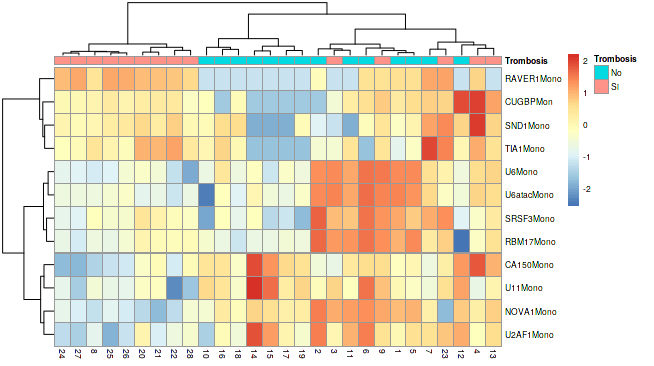 Trombosis
RAVER1Mono
CUGBPMon
SND1Mono
TIA1Mono
U6Mono
U6atacMono
SRSF3Mono
RBM17Mono
CA150Mono
U11Mono
NOVA1Mono
U2AF1Mono
24 27 8 25 26 20 21 22 28 10 16 18 14 15 17 19 2 3 11 6 9 1 5 7 23 12 4 13
2
1
0
-1
-2
Trombosis
No
SI